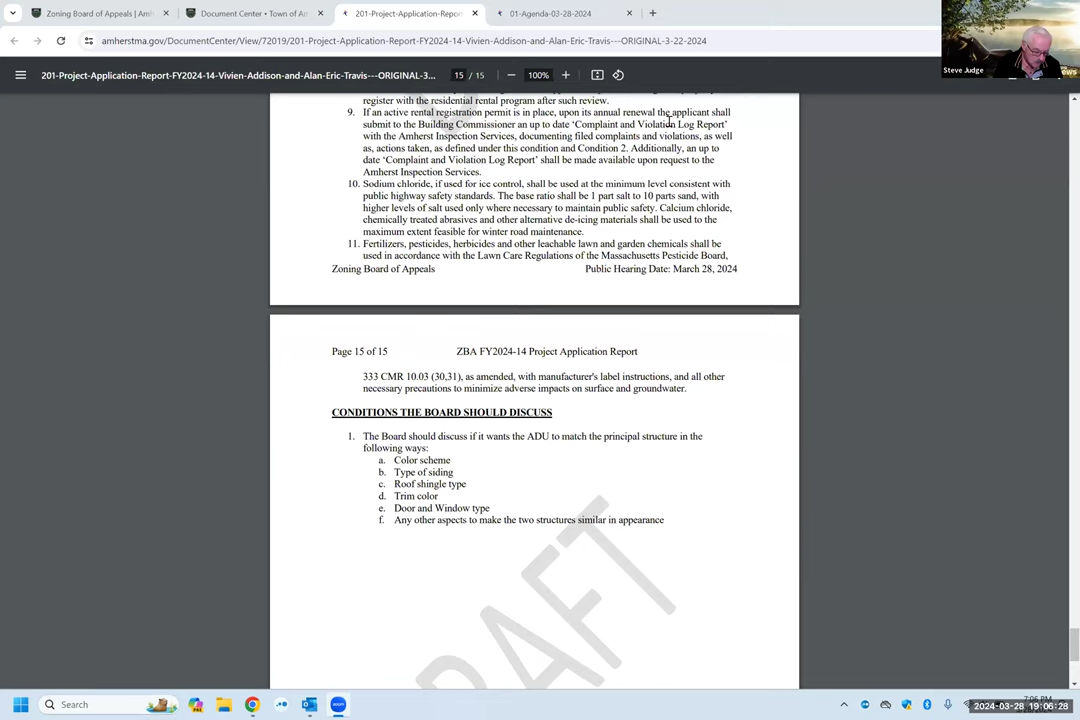 Zoning Board of Appeals | Amh
Document Center • Town of Am
201-Project-Application-Report
01-Agenda-03-28-2024
amherstma.gov/DocumentCenter/View/72019/201-Project-Application-Report-FY2024-14-Vivien-Addison-and-Alan-Eric-Travis---ORIGINAL-3-22-2024
Steve Judge
201-Project-Application-Report-FY2024-14-Vivien-Addison-and-Alan-Eric-Travis---ORIGINAL-3...
15 / 15
100%
register with the residential rental program after such review.
9. If an active rental registration permit is in place, upon its annual renewal the applicant shall
submit to the Building Commissioner an up to date ‘Complaint and Violation Log Report’
with the Amherst Inspection Services, documenting filed complaints and violations, as well
as, actions taken, as defined under this condition and Condition 2. Additionally, an up to
date ‘Complaint and Violation Log Report’ shall be made available upon request to the
Amherst Inspection Services.
10. Sodium chloride, if used for ice control, shall be used at the minimum level consistent with
public highway safety standards. The base ratio shall be 1 part salt to 10 parts sand, with
higher levels of salt used only where necessary to maintain public safety. Calcium chloride,
chemically treated abrasives and other alternative de-icing materials shall be used to the
maximum extent feasible for winter road maintenance.
11. Fertilizers, pesticides, herbicides and other leachable lawn and garden chemicals shall be
used in accordance with the Lawn Care Regulations of the Massachusetts Pesticide Board,
Zoning Board of Appeals Public Hearing Date: March 28, 2024
Page 15 of 15 ZBA FY2024-14 Project Application Report
333 CMR 10.03 (30,31), as amended, with manufacturer's label instructions, and all other
necessary precautions to minimize adverse impacts on surface and groundwater.
CONDITIONS THE BOARD SHOULD DISCUSS
1. The Board should discuss if it wants the ADU to match the principal structure in the
following ways:
a. Color scheme
b. Type of siding
c. Roof shingle type
d. Trim color
e. Door and Window type
f. Any other aspects to make the two structures similar in appearance
DRAFT
Search
7:06 PM
2024-03-28 19:06:28